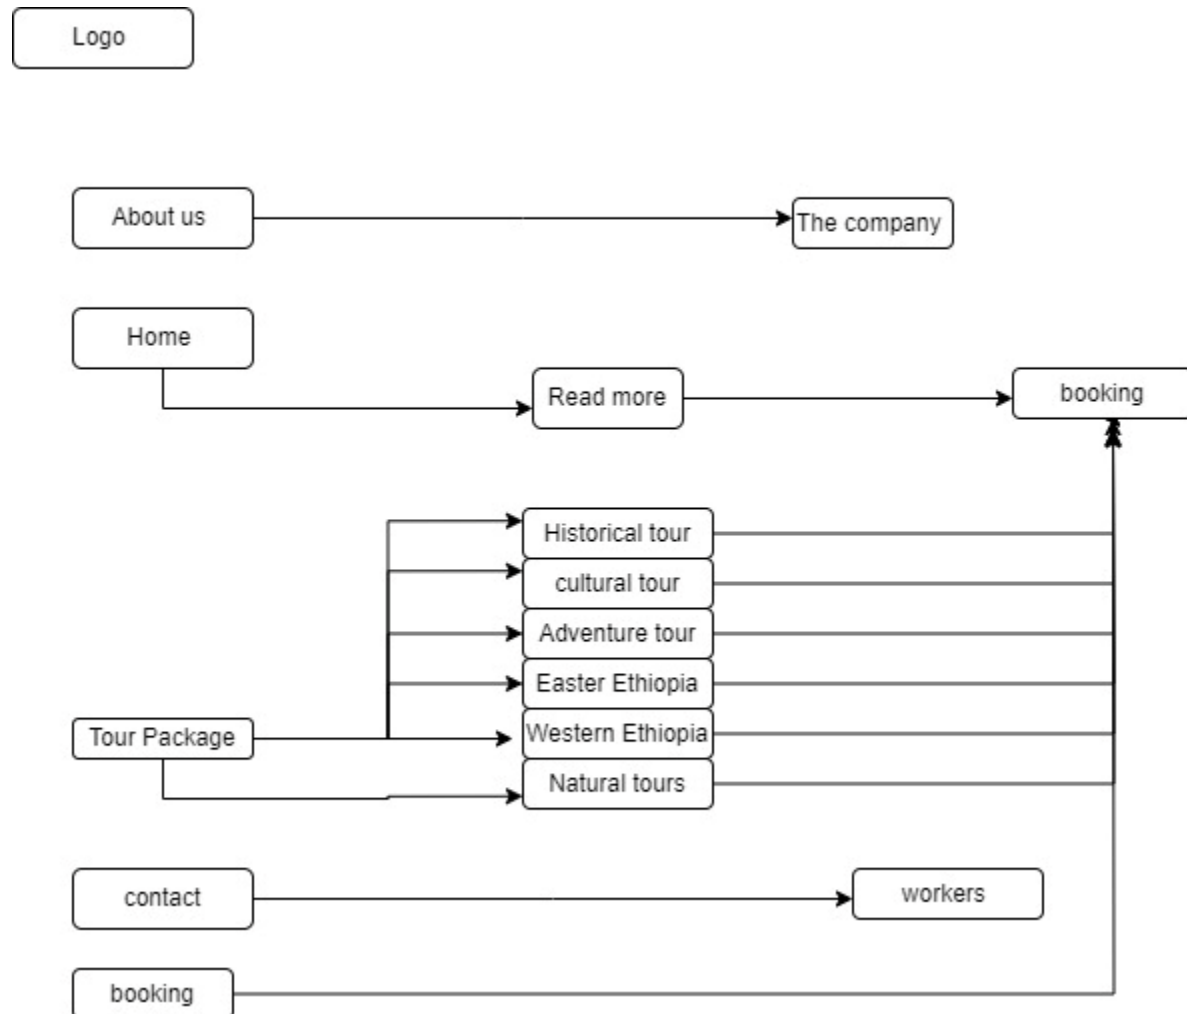 Logo
About us
The company
Home
Read more
booking
Historical tour
cultural tour
Adventure tour
Easter Ethiopia
Tour Package
Western Ethiopia
Natural tours
contact
workers
booking